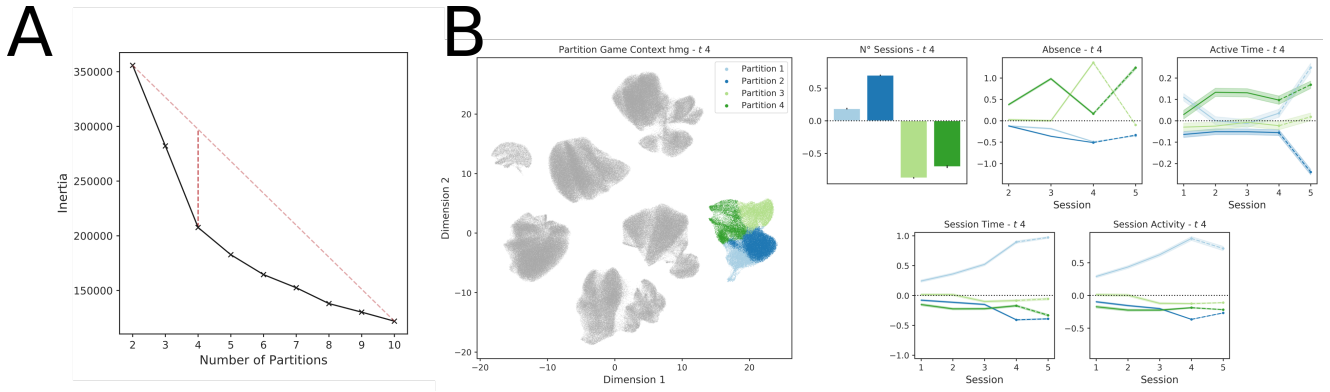 A
350000
300000
250000
200000
150000
Inertia
2 3 4 5 6 7 8 9 10
Number of Partitions
B
Partition Game Context hmg - t 4
Partition 1
Partition 2
Partition 3
Partition 4
20
10
0
−10
−20
Dimension 2
−20 −10 0 10 20
Dimension 1
N° Sessions - t 4
0.5
0.0
−0.5
Absence - t 4
1.0
0.5
0.0
−0.5
−1.0
2 3 4 5
Session
Active Time - t 4
0.2
0.1
0.0
−0.1
−0.2
1 2 3 4 5
Session
Session Time - t 4
1.0
0.5
0.0
−0.5
−1.0
1 2 3 4 5
Session
Session Activity - t 4
0.5
0.0
−0.5
1 2 3 4 5
Session